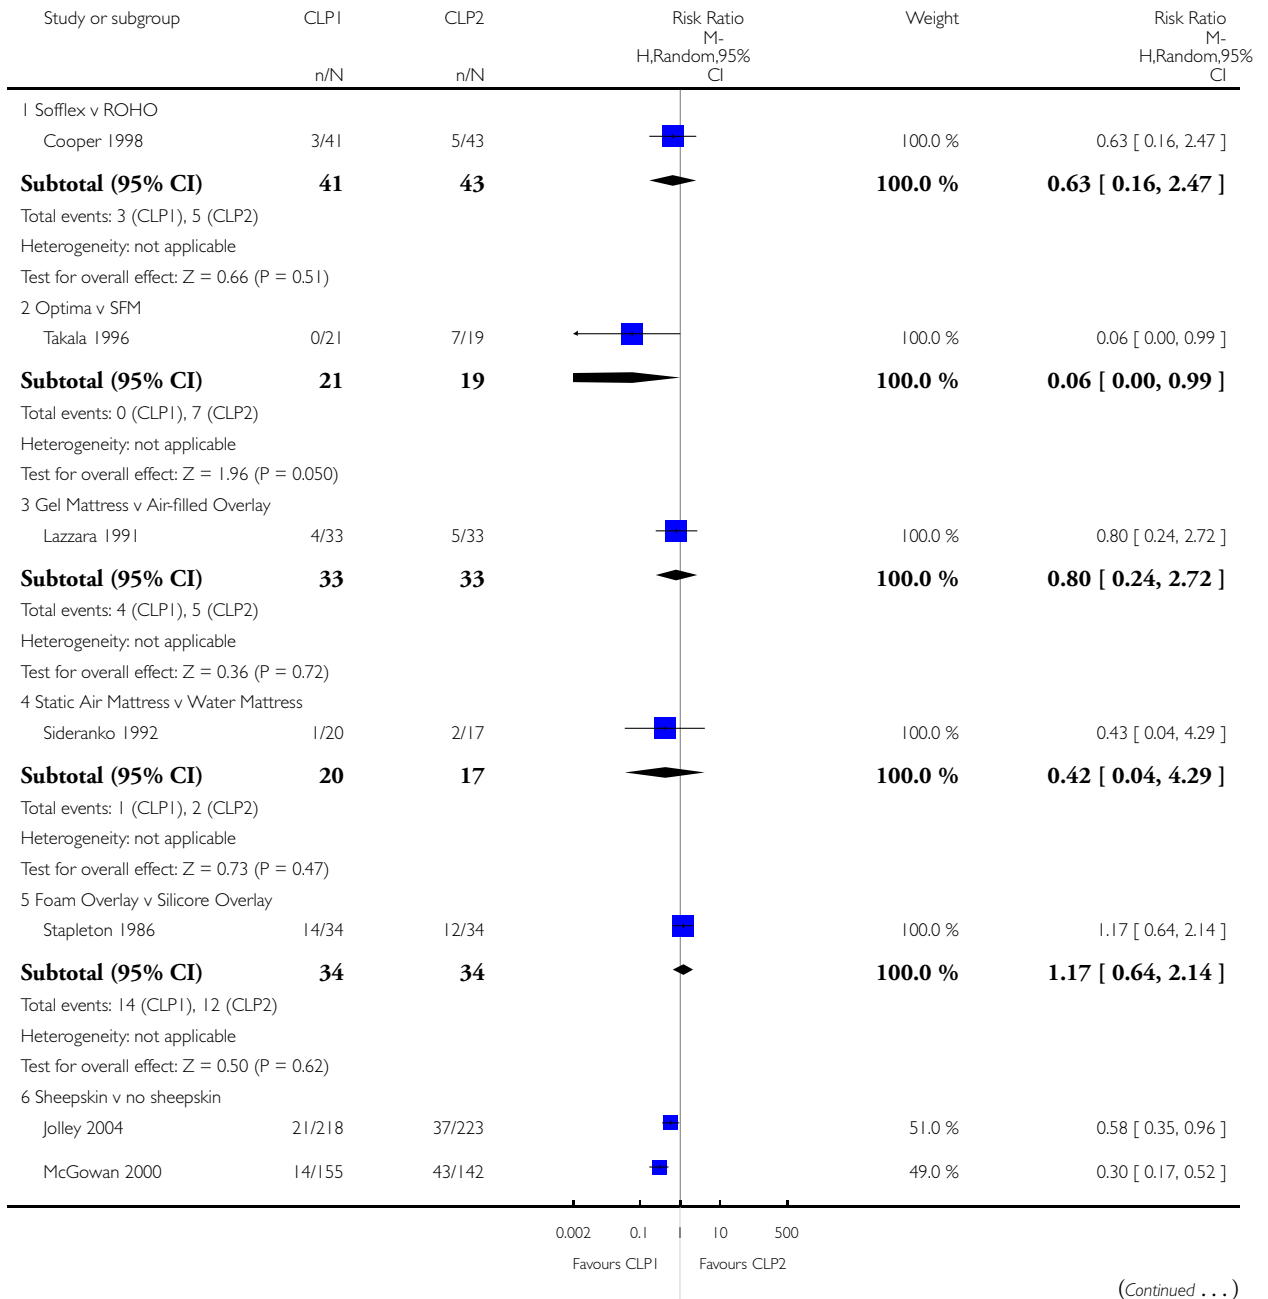 Study or subgroup CLP1 CLP2 Risk Ratio Weight Risk Ratio
M- M-
H,Random,95% H,Random,95%
n/N n/N CI CI
1 Sofflex v ROHO
Cooper 1998 3/41 5/43 100.0 % 0.63 [ 0.16, 2.47 ]
Subtotal (95% CI) 41 43 100.0 % 0.63 [ 0.16, 2.47 ]
Total events: 3 (CLP1), 5 (CLP2)
Heterogeneity: not applicable
Test for overall effect: Z = 0.66 (P = 0.51)
2 Optima v SFM
Takala 1996 0/21 7/19 100.0 % 0.06 [ 0.00, 0.99 ]
Subtotal (95% CI) 21 19 100.0 % 0.06 [ 0.00, 0.99 ]
Total events: 0 (CLP1), 7 (CLP2)
Heterogeneity: not applicable
Test for overall effect: Z = 1.96 (P = 0.050)
3 Gel Mattress v Air-filled Overlay
Lazzara 1991 4/33 5/33 100.0 % 0.80 [ 0.24, 2.72 ]
Subtotal (95% CI) 33 33 100.0 % 0.80 [ 0.24, 2.72 ]
Total events: 4 (CLP1), 5 (CLP2)
Heterogeneity: not applicable
Test for overall effect: Z = 0.36 (P = 0.72)
4 Static Air Mattress v Water Mattress
Sideranko 1992 1/20 2/17 100.0 % 0.43 [ 0.04, 4.29 ]
Subtotal (95% CI) 20 17 100.0 % 0.42 [ 0.04, 4.29 ]
Total events: 1 (CLP1), 2 (CLP2)
Heterogeneity: not applicable
Test for overall effect: Z = 0.73 (P = 0.47)
5 Foam Overlay v Silicore Overlay
Stapleton 1986 14/34 12/34 100.0 % 1.17 [ 0.64, 2.14 ]
Subtotal (95% CI) 34 34 100.0 % 1.17 [ 0.64, 2.14 ]
Total events: 14 (CLP1), 12 (CLP2)
Heterogeneity: not applicable
Test for overall effect: Z = 0.50 (P = 0.62)
6 Sheepskin v no sheepskin
Jolley 2004 21/218 37/223 51.0 % 0.58 [ 0.35, 0.96 ]
McGowan 2000 14/155 43/142 49.0 % 0.30 [ 0.17, 0.52 ]
0.002 0.1 1 10 500
Favours CLP1 Favours CLP2
(Continued . . . )